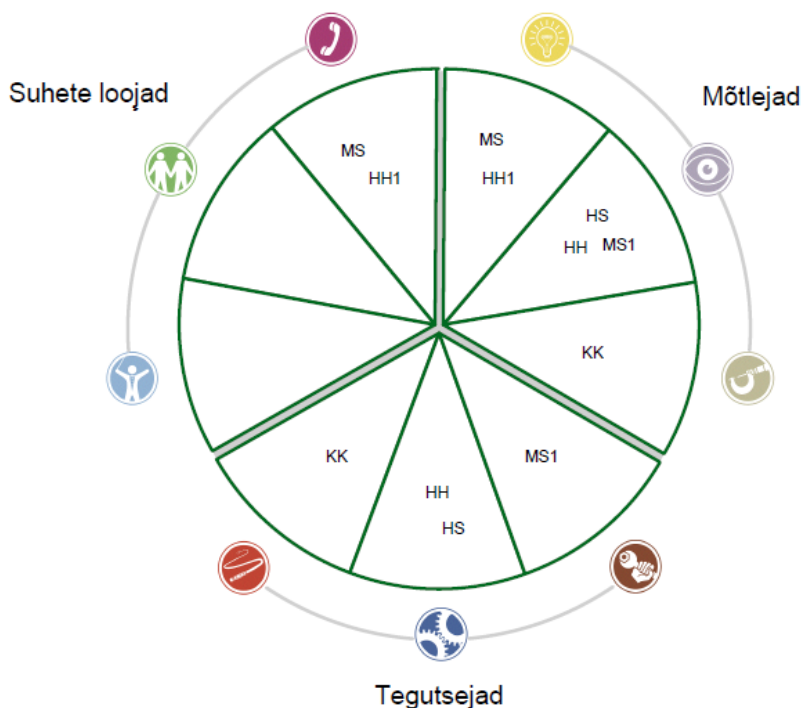 Suhete loojad
Mõtlejad
MS
HH1
MS
HH1
HS
HH MS1
KK
KK
HH
HS
MS1
Tegutsejad